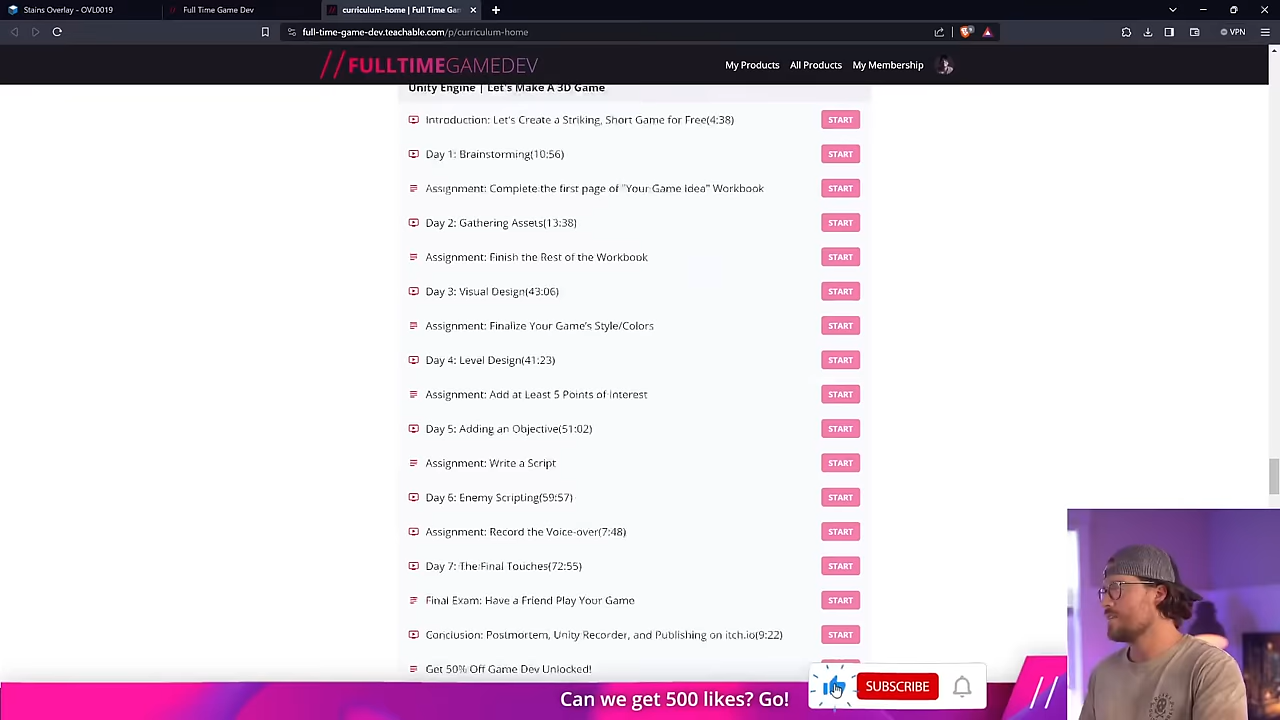 Stains Overlay - OVL0019
Full Time Game Dev
curriculum-home | Full Time Gam
full-time-game-dev.teachable.com/p/curriculum-home
VPN
//FULLTIMEGAMEDEV
My Products
All Products
My Membership
Unity Engine | Let's Make A 3D Game
Introduction: Let's Create a Striking, Short Game for Free(4:38) START
Day 1: Brainstorming(10:56) START
Assignment: Complete the first page of "Your Game Idea" Workbook START
Day 2: Gathering Assets(13:38) START
Assignment: Finish the Rest of the Workbook START
Day 3: Visual Design(43:06) START
Assignment: Finalize Your Game's Style/Colors START
Day 4: Level Design(41:23) START
Assignment: Add at Least 5 Points of Interest START
Day 5: Adding an Objective(51:02) START
Assignment: Write a Script START
Day 6: Enemy Scripting(59:57) START
Assignment: Record the Voice-over(7:48) START
Day 7: The Final Touches(72:55) START
Final Exam: Have a Friend Play Your Game START
Conclusion: Postmortem, Unity Recorder, and Publishing on itch.io(9:22) START
Get 50% Off Game Dev Unlocked!
Can we get 500 likes? Go!
SUBSCRIBE
//